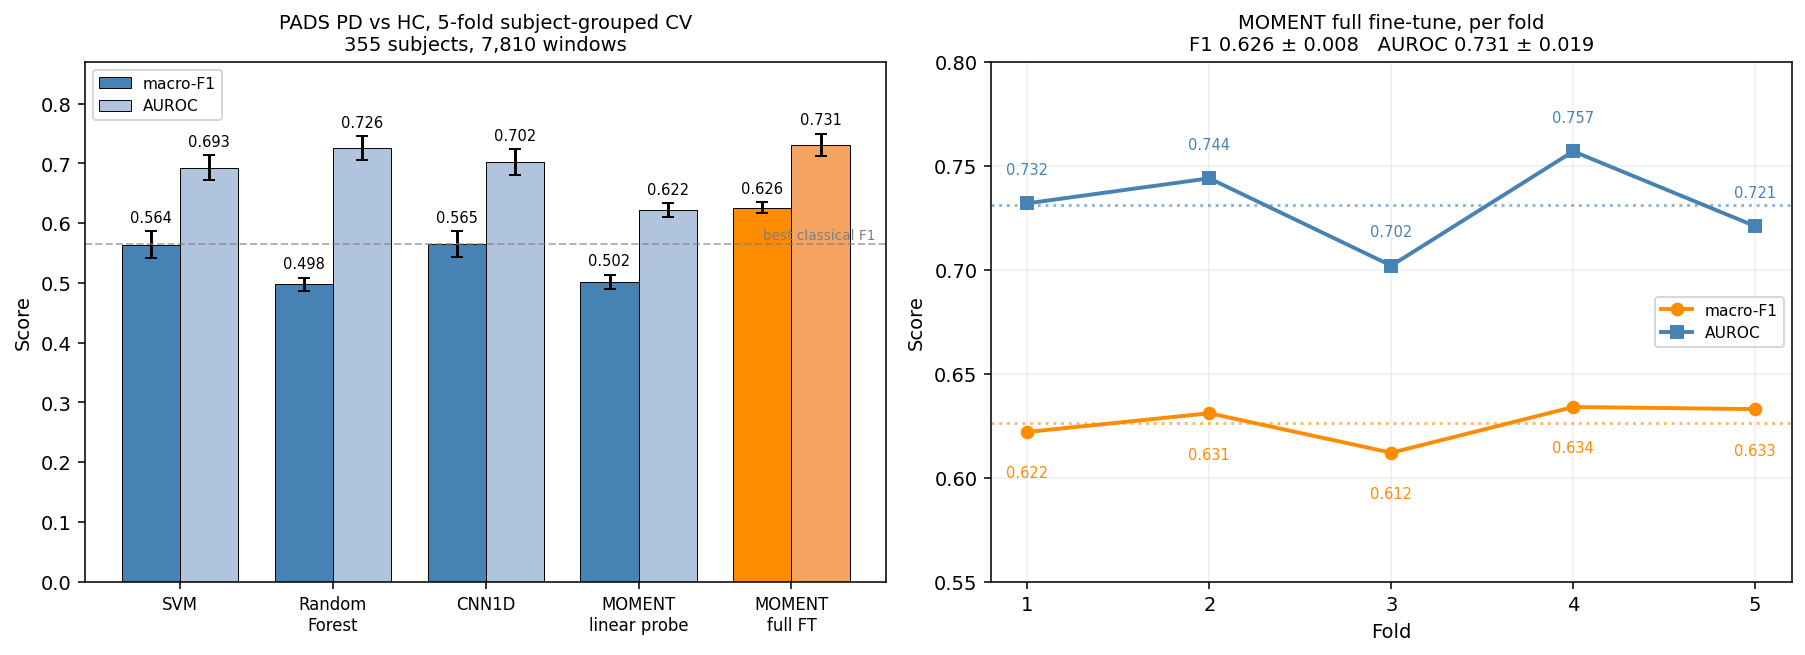 PADS PD vs HC, 5-fold subject-grouped CV
355 subjects, 7,810 windows
macro-F1
AUROC
Score
0.8
0.7
0.6
0.5
0.4
0.3
0.2
0.1
0.0
0.564
0.693
0.498
0.726
0.565
0.702
0.502
0.622
0.626
0.731
best classical F1
SVM
Random
Forest
CNN1D
MOMENT
linear probe
MOMENT
full FT
MOMENT full fine-tune, per fold
F1 0.626 ± 0.008   AUROC 0.731 ± 0.019
Score
0.80
0.75
0.70
0.65
0.60
0.55
0.732
0.744
0.702
0.757
0.721
macro-F1
AUROC
0.622
0.631
0.612
0.634
0.633
1
2
3
4
5
Fold